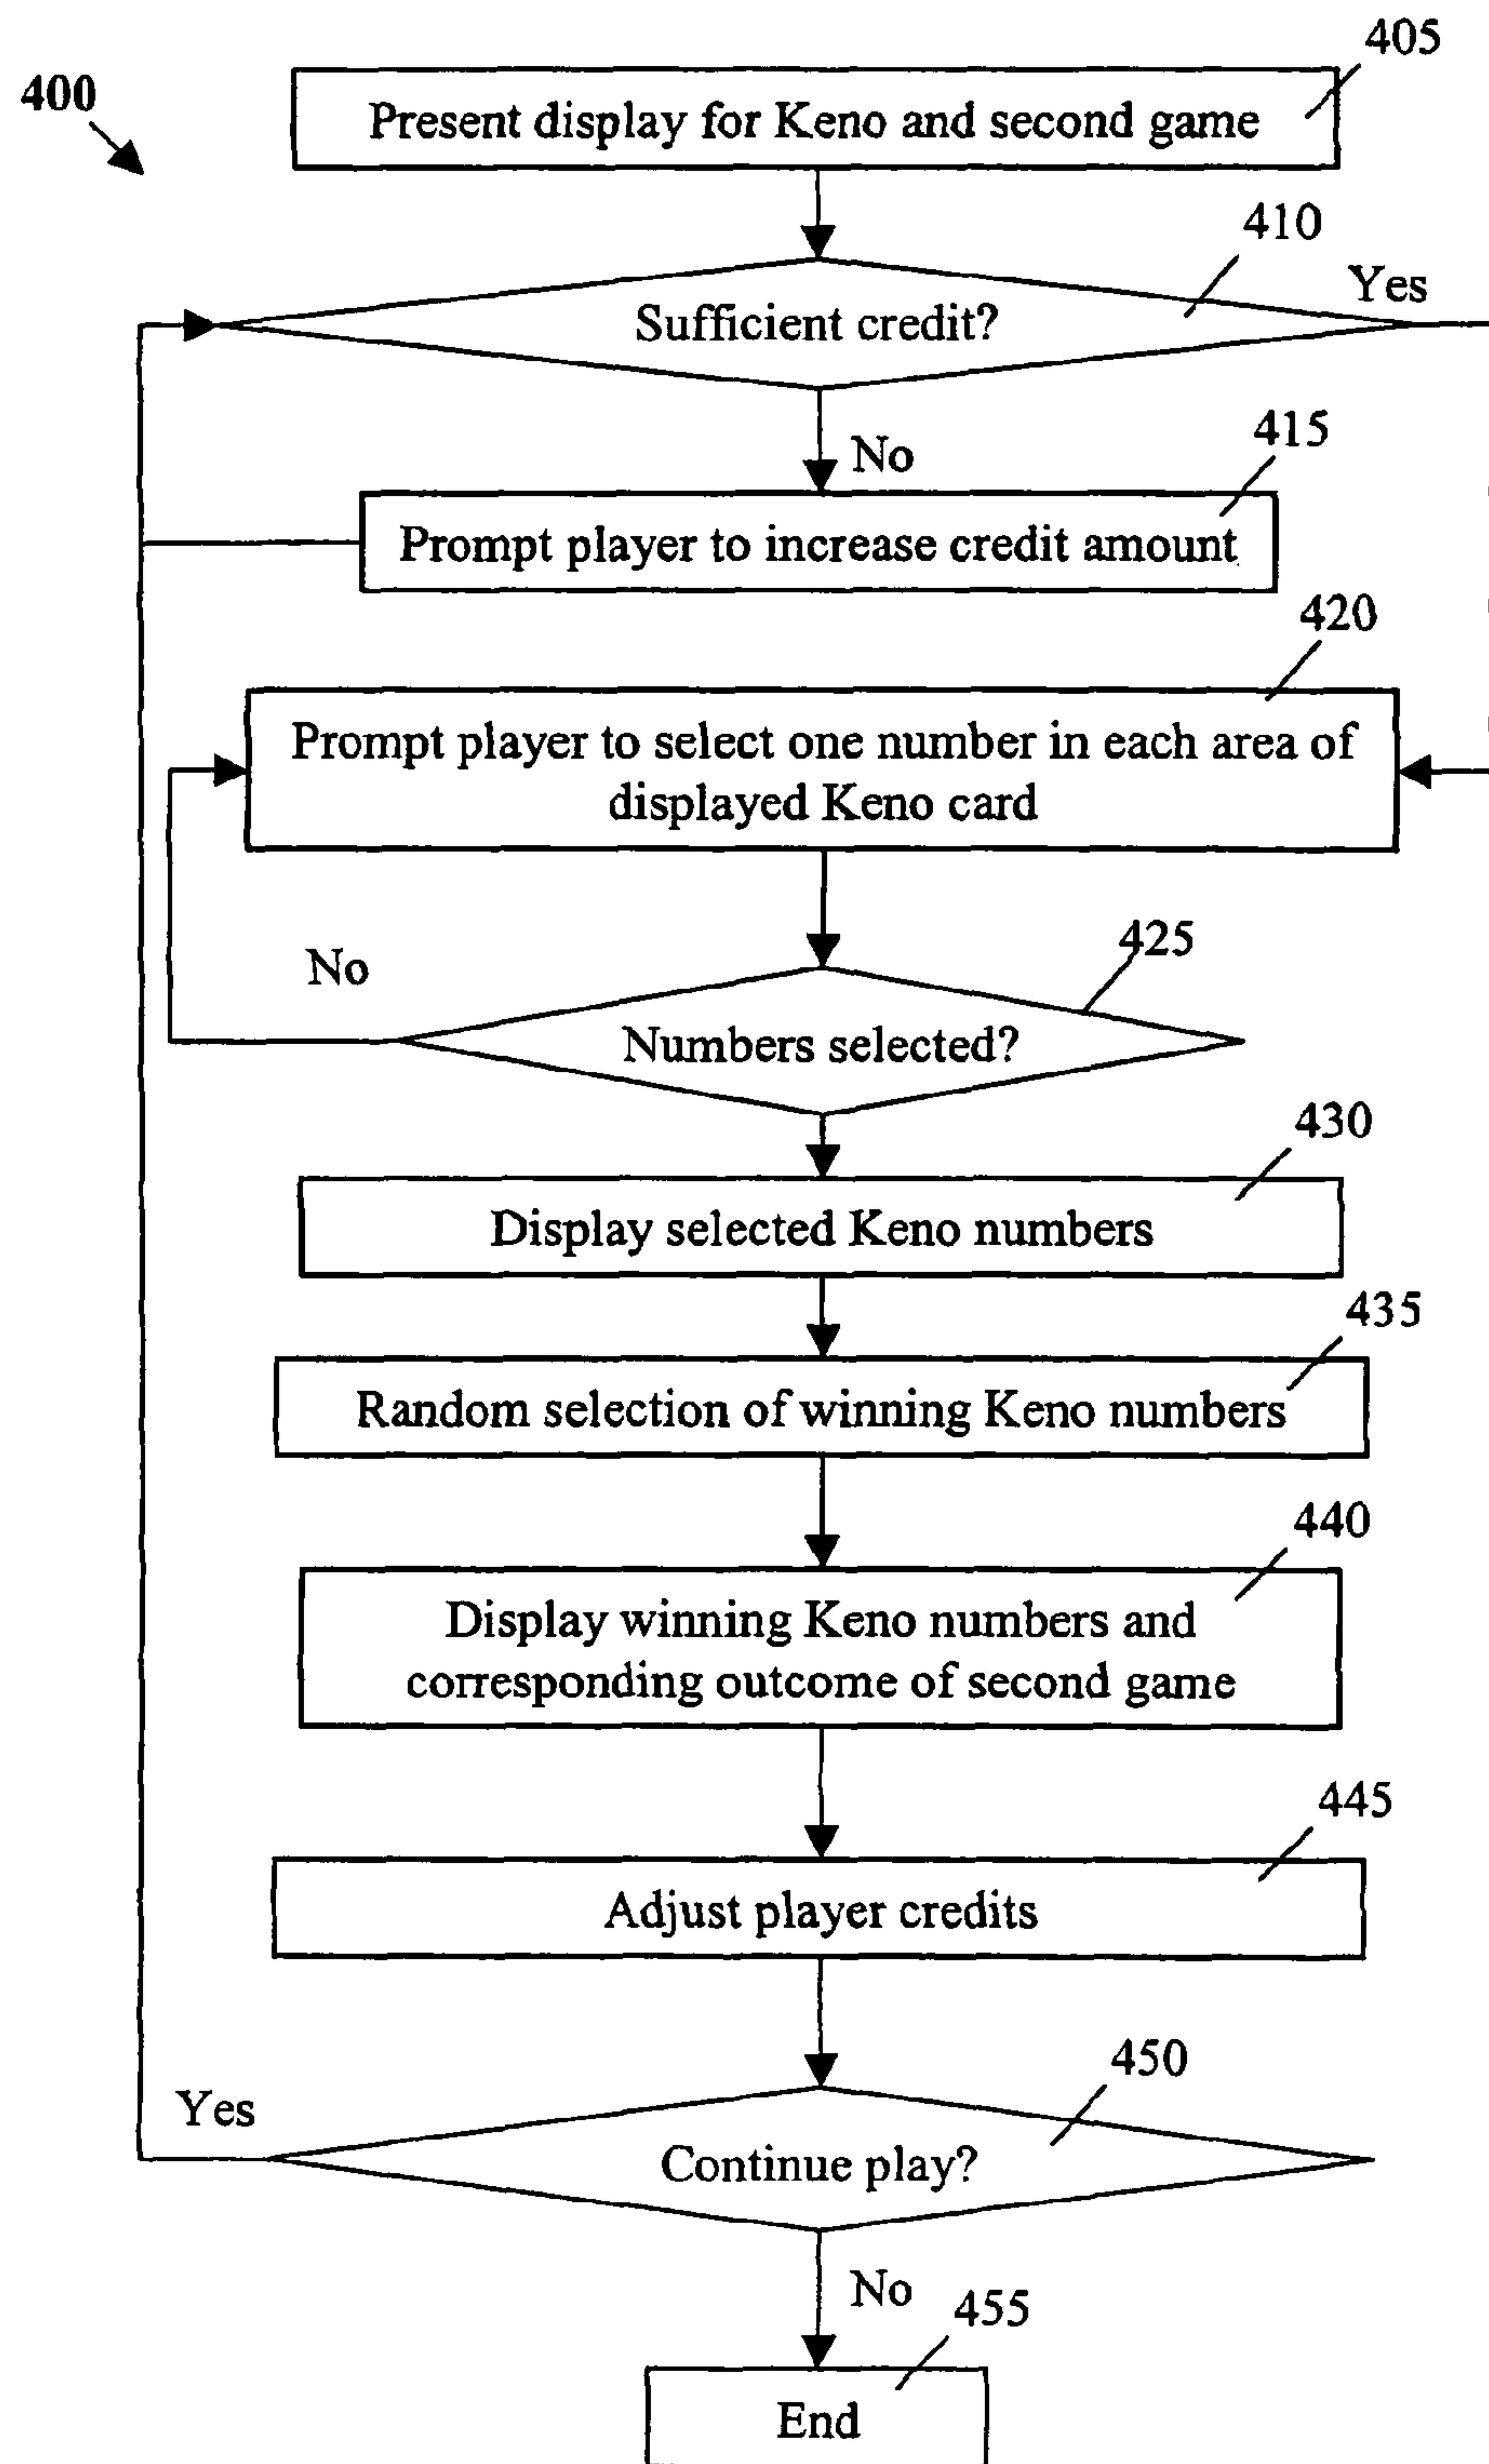 400
405
Present display for Keno and second game
410
Sufficient credit?
Yes
No
415
Prompt player to increase credit amount
420
Prompt player to select one number in each area of
displayed Keno card
425
No
Numbers selected?
430
Display selected Keno numbers
435
Random selection of winning Keno numbers
440
Display winning Keno numbers and
corresponding outcome of second game
445
Adjust player credits
450
Yes
Continue play?
No
455
End